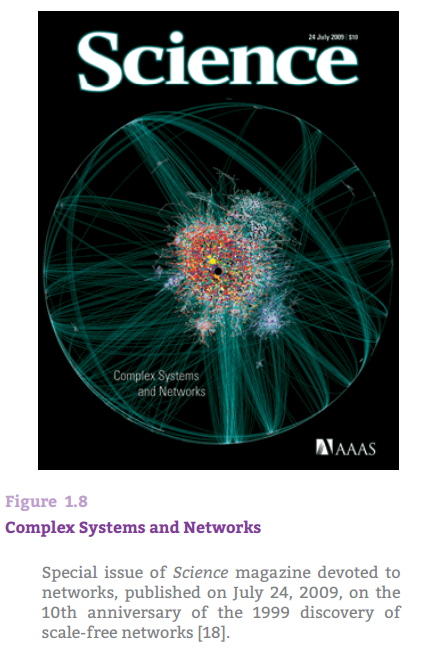 24 July 2009 | $10
Science
Complex Systems
and Networks
AAAS
Figure 1.8
Complex Systems and Networks
Special issue of Science magazine devoted to
networks, published on July 24, 2009, on the
10th anniversary of the 1999 discovery of
scale-free networks [18].